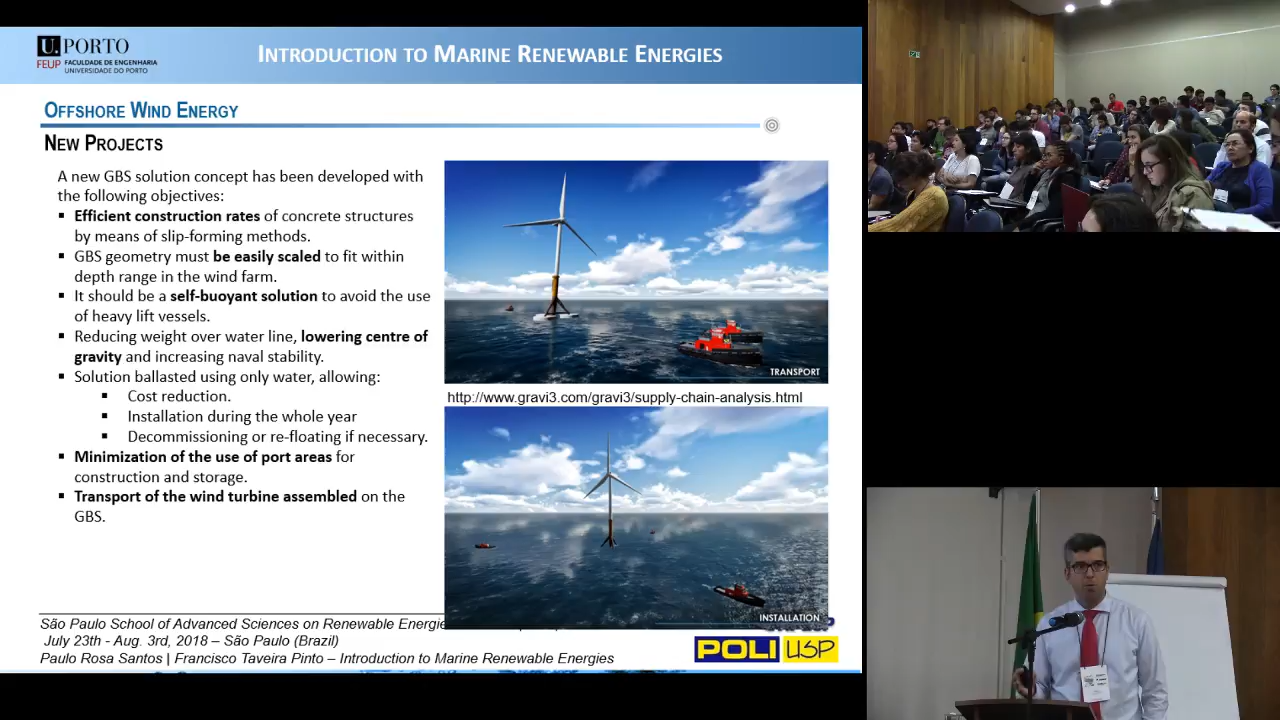 U.PORTO
FEUP FACULDADE DE ENGENHARIA
UNIVERSIDADE DO PORTO
INTRODUCTION TO MARINE RENEWABLE ENERGIES
OFFSHORE WIND ENERGY
NEW PROJECTS
A new GBS solution concept has been developed with
the following objectives:
▪ Efficient construction rates of concrete structures
by means of slip-forming methods.
▪ GBS geometry must be easily scaled to fit within
depth range in the wind farm.
▪ It should be a self-buoyant solution to avoid the use
of heavy lift vessels.
▪ Reducing weight over water line, lowering centre of
gravity and increasing naval stability.
▪ Solution ballasted using only water, allowing:
▪ Cost reduction.
▪ Installation during the whole year
▪ Decommissioning or re-floating if necessary.
▪ Minimization of the use of port areas for
construction and storage.
▪ Transport of the wind turbine assembled on the
GBS.
TRANSPORT
http://www.gravi3.com/gravi3/supply-chain-analysis.html
INSTALLATION
São Paulo School of Advanced Sciences on Renewable Energie
July 23th - Aug. 3rd, 2018 – São Paulo (Brazil)
Paulo Rosa Santos | Francisco Taveira Pinto – Introduction to Marine Renewable Energies
POLI USP